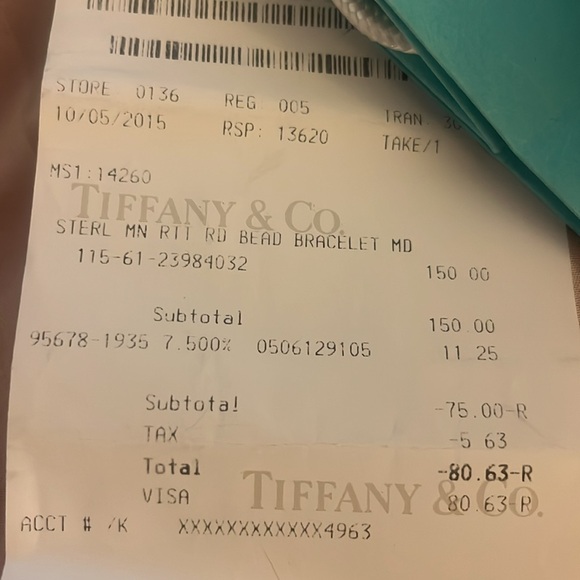 STORE 0136 REG 005 TRAN
10/05/2015 RSP: 13620 TAKE/1
MS1:14260
TIFFANY & CO.
STERL MN RTT RD BEAD BRACELET MD
115-61-23984032 150 00
Subtotal 150.00
95678-1935 7.500% 0506129105 11 25
Subtotal -75.00-R
TAX -5 63
Total -80.63-R
VISA 80.63-R
TIFFANY & CO.
ACCT # /K XXXXXXXXXXXX4963